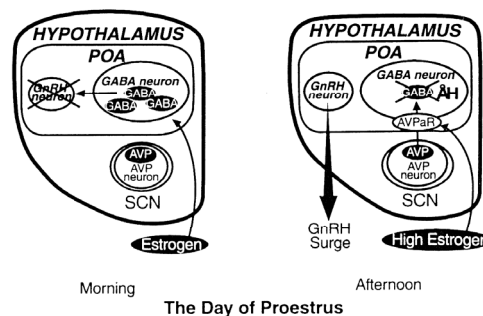 HYPOTHALAMUS
POA
GnRH
neuron
GABA neuron
GABA
GABA GABA
AVP
AVP
neuron
SCN
Estrogen
Morning
HYPOTHALAMUS
POA
GnRH
neuron
GABA neuron
GABA
AVPaR
AVP
AVP
neuron
SCN
GnRH
Surge
High Estrogen
Afternoon
The Day of Proestrus